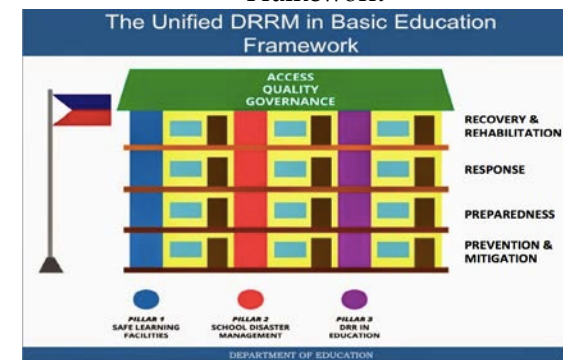 The Unified DRRM in Basic Education
Framework
ACCESS
QUALITY
GOVERNANCE
RECOVERY &
REHABILITATION
RESPONSE
PREPAREDNESS
PREVENTION &
MITIGATION
PILLAR 1
SAFE LEARNING
FACILITIES
PILLAR 2
SCHOOL DISASTER
MANAGEMENT
PILLAR 3
DRR IN
EDUCATION
DEPARTMENT OF EDUCATION